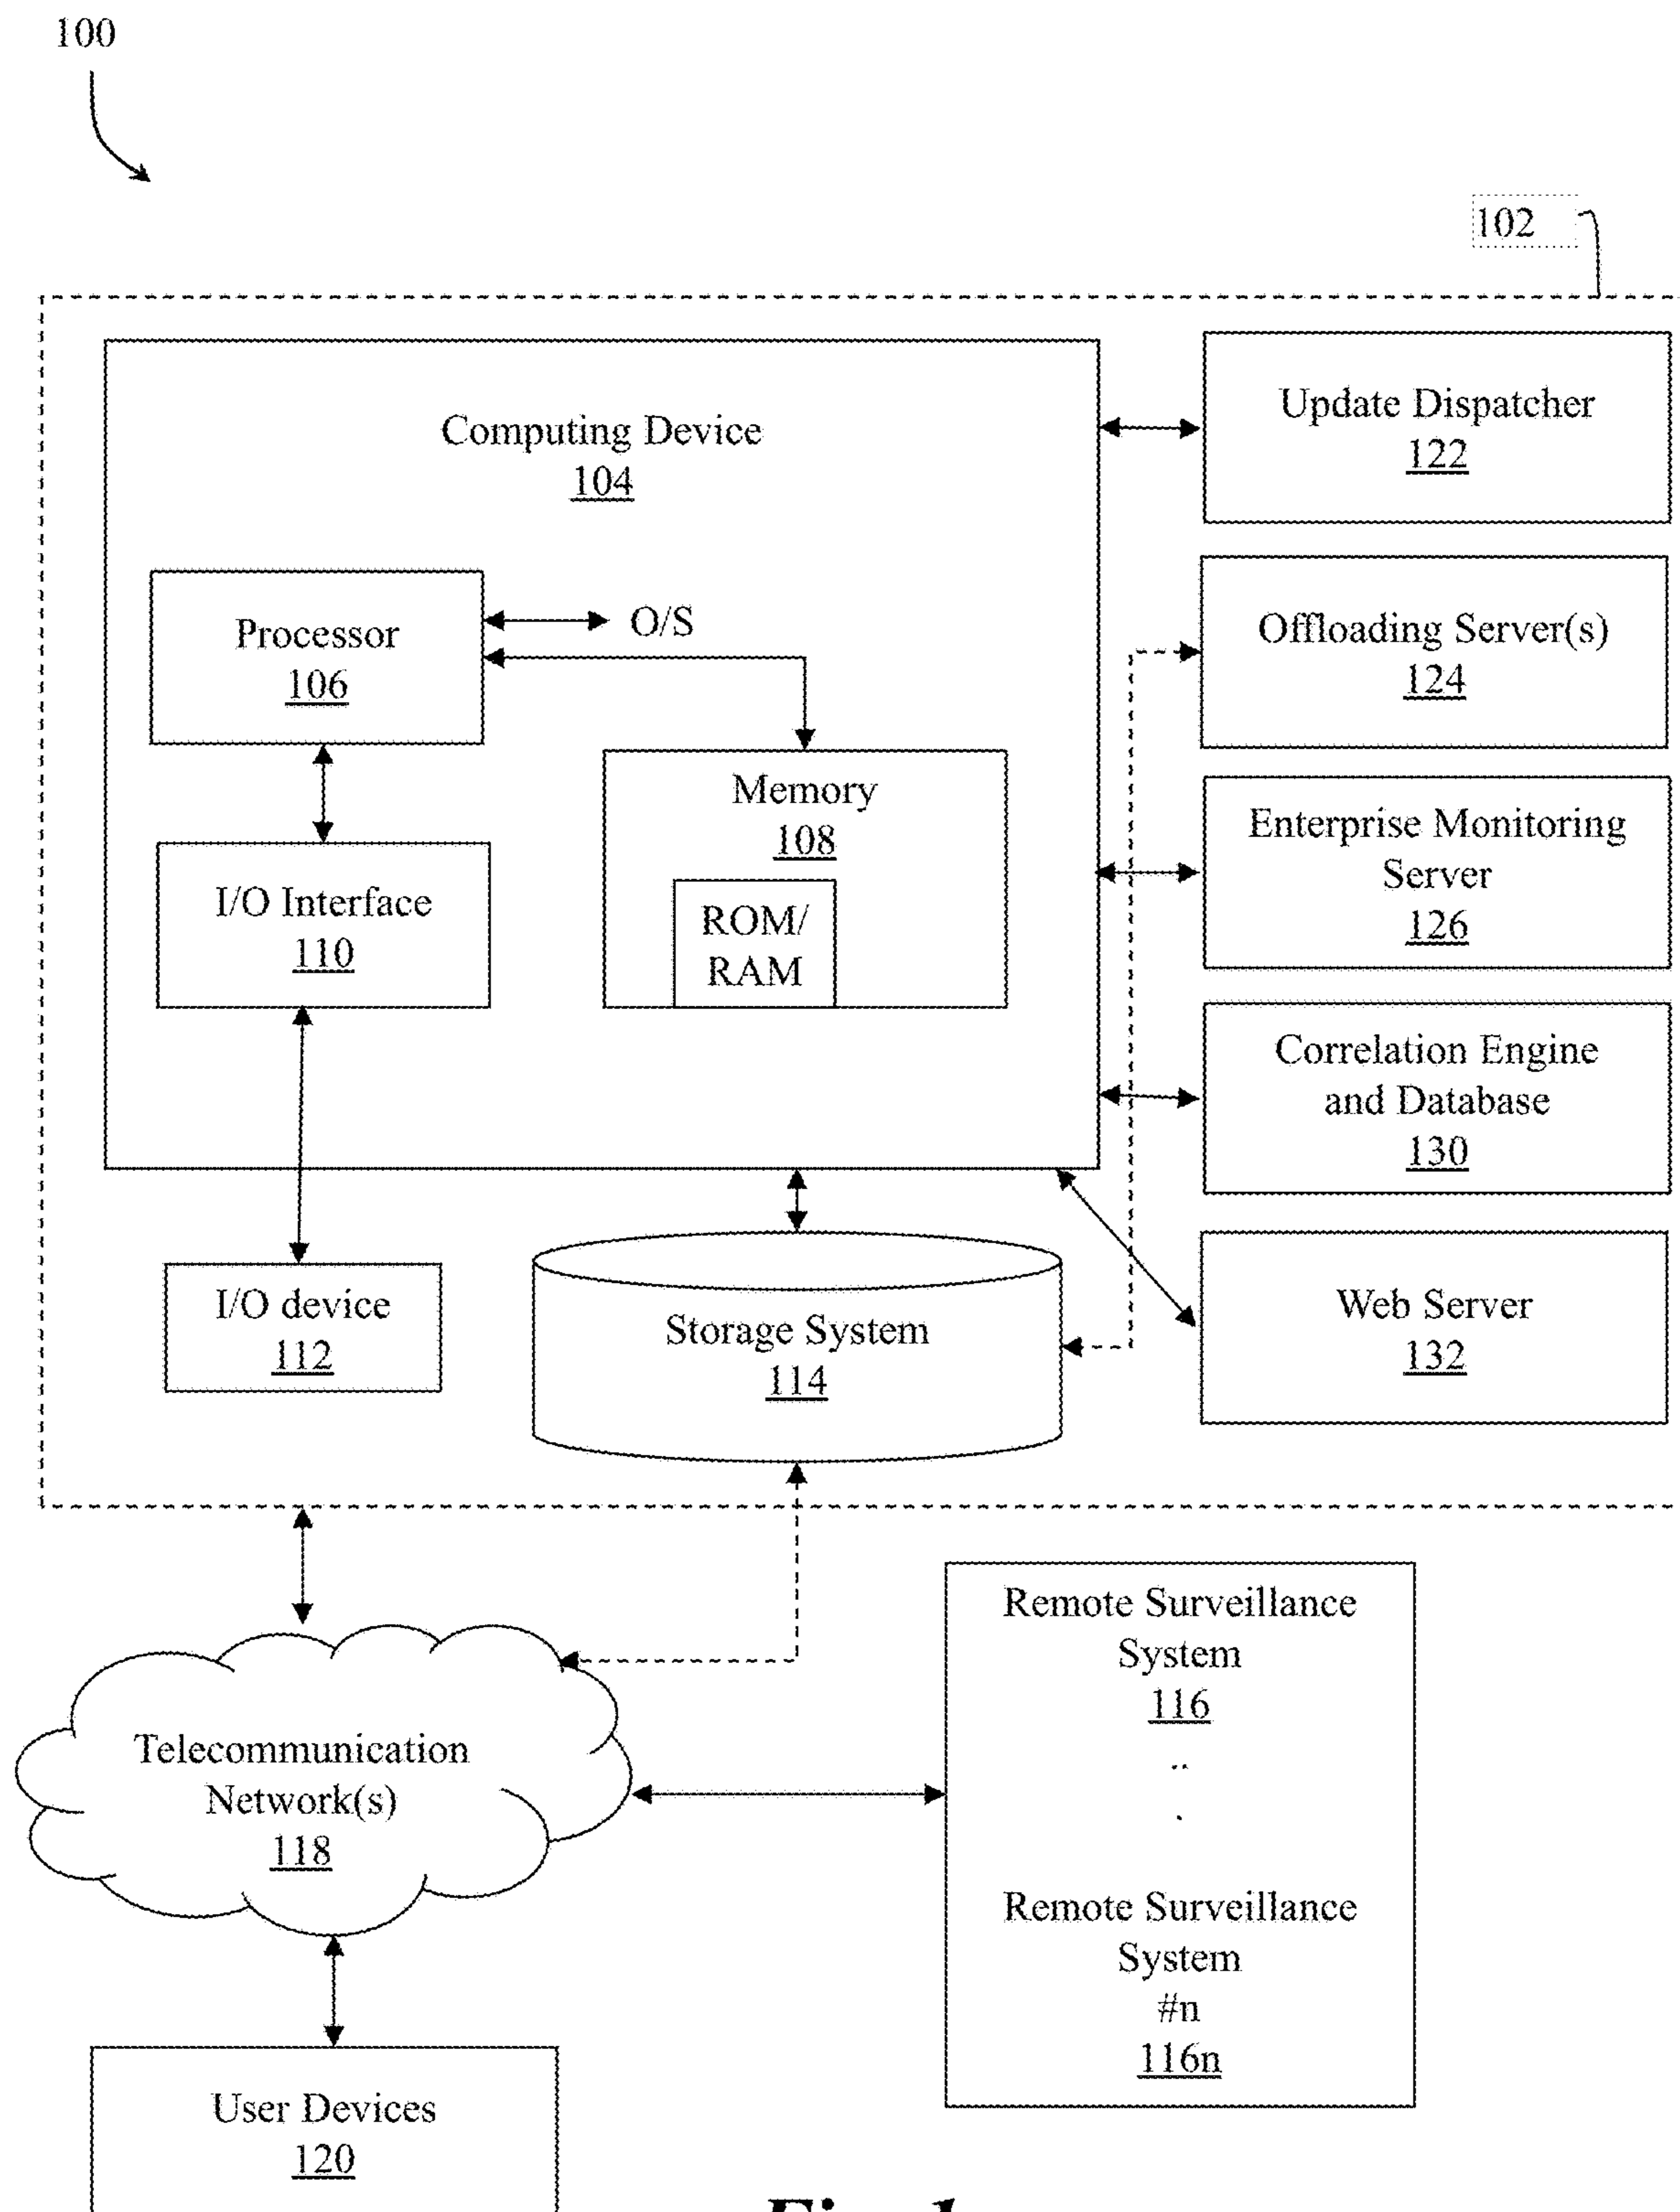 100
102
Computing Device
104
Update Dispatcher
122
Processor
106
O/S
Offloading Server(s)
124
Memory
108
ROM/
RAM
Enterprise Monitoring
Server
126
I/O Interface
110
Correlation Engine
and Database
130
I/O device
112
Storage System
114
Web Server
132
Telecommunication
Network(s)
118
Remote Surveillance
System
116
Remote Surveillance
System
#n
116n
User Devices
120